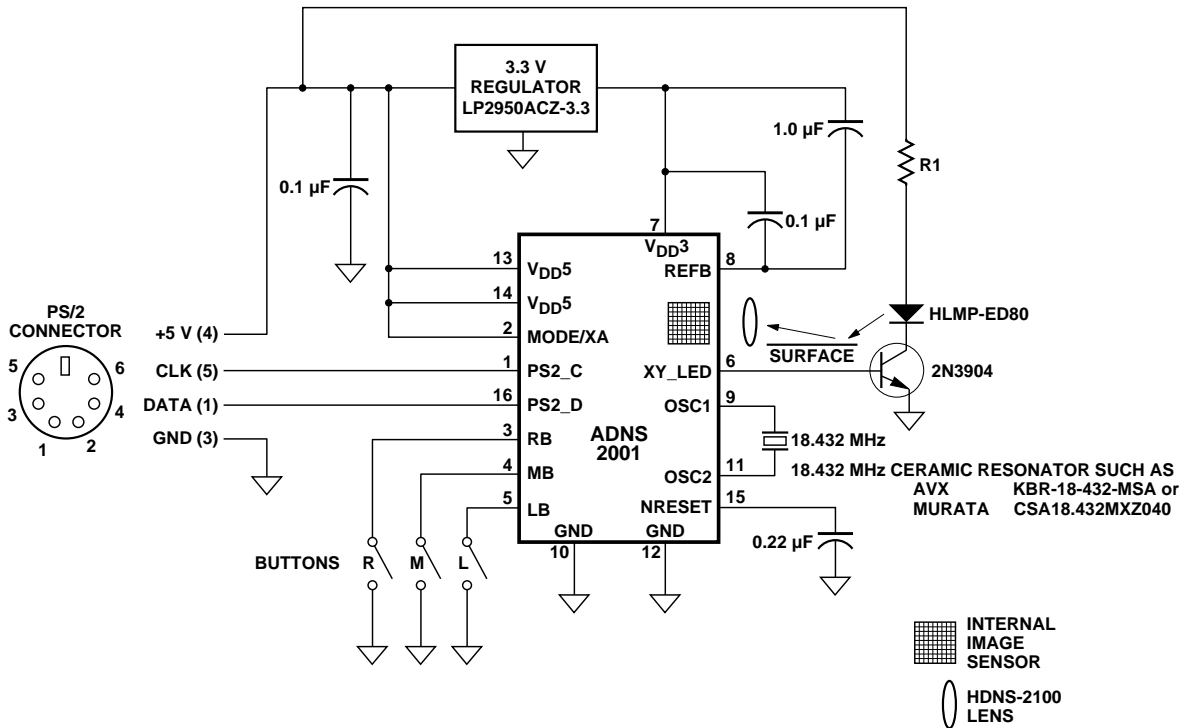 3.3 V
REGULATOR
LP2950ACZ-3.3
1.0 µF
R1
0.1 µF
0.1 µF
7
VDD3
13
VDD5
REFB
8
14
VDD5
PS/2
CONNECTOR
+5 V (4)
2
MODE/XA
HLMP-ED80
SURFACE
5
6
CLK (5)
1
PS2_C
XY_LED
6
2N3904
3
4
DATA (1)
16
PS2_D
OSC1
9
1
2
GND (3)
3
RB
ADNS
2001
18.432 MHz
4
MB
OSC2
11
18.432 MHz CERAMIC RESONATOR SUCH AS
AVX KBR-18-432-MSA or
MURATA CSA18.432MXZ040
5
LB
NRESET
15
GND
10
GND
12
0.22 µF
BUTTONS R M L
INTERNAL
IMAGE
SENSOR
HDNS-2100
LENS